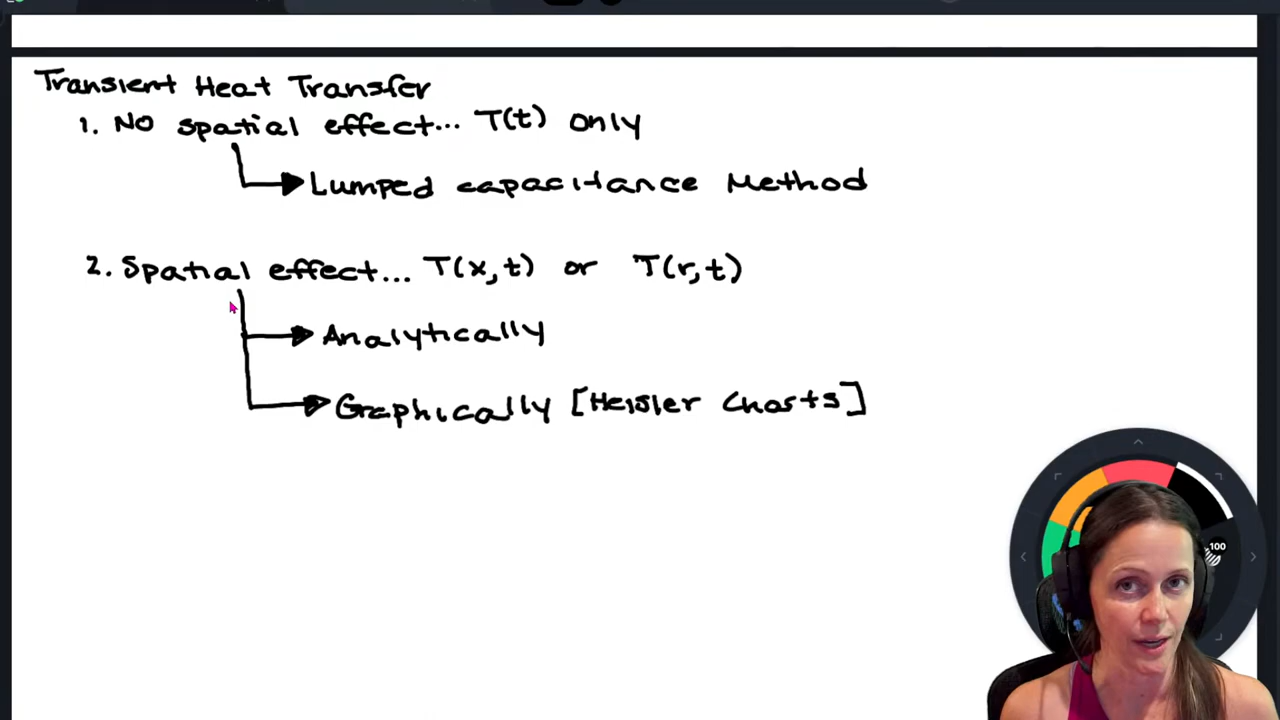 Transient Heat Transfer
1. No spatial effect... T(t) only
Lumped capacitance Method
2. Spatial effect... T(x,t) or T(r,t)
Analytically
Graphically [Heisler Charts]
100